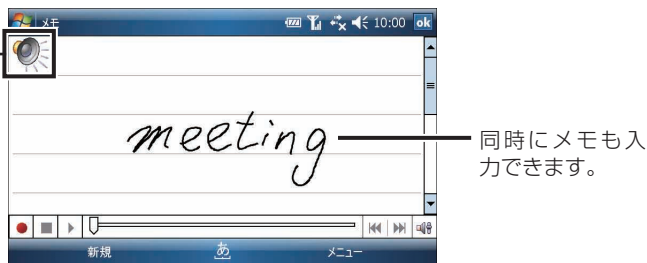 メモ
10:00
ok
meeting
同時にメモも入
力できます。
新規
あ
メニュー